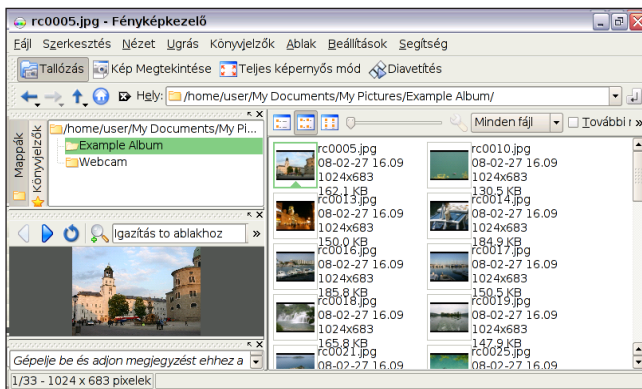 rc0005.jpg - Fényképkezelő
Fájl Szerkesztés Nézet Ugrás Könyvjelzők Ablak Beállítások Segítség
Tallózás Kép Megtekintése Teljes képernyős mód Diavetítés
Hely: /home/user/My Documents/My Pictures/Example Album/
Mappák
Könyvjelzők
/home/user/My Documents/My Pi...
Example Album
Webcam
Igazítás to ablakhoz »
Gépelje be és adjon megjegyzést ehhez a
Minden fájl További »
rc0005.jpg
08-02-27 16.09
1024x683
162.1 KB
rc0010.jpg
08-02-27 16.09
1024x683
130.5 KB
rc0013.jpg
08-02-27 16.09
1024x683
150.0 KB
rc0014.jpg
08-02-27 16.09
1024x683
184.9 KB
rc0016.jpg
08-02-27 16.09
1024x683
185.8 KB
rc0017.jpg
08-02-27 16.09
1024x683
150.5 KB
rc0018.jpg
08-02-27 16.09
1024x683
165.8 KB
rc0019.jpg
08-02-27 16.09
1024x683
147.9 KB
rc0021.jpg
08-02-27 16.09
rc0025.jpg
08-02-27 16.09
1/33 - 1024 x 683 pixelek